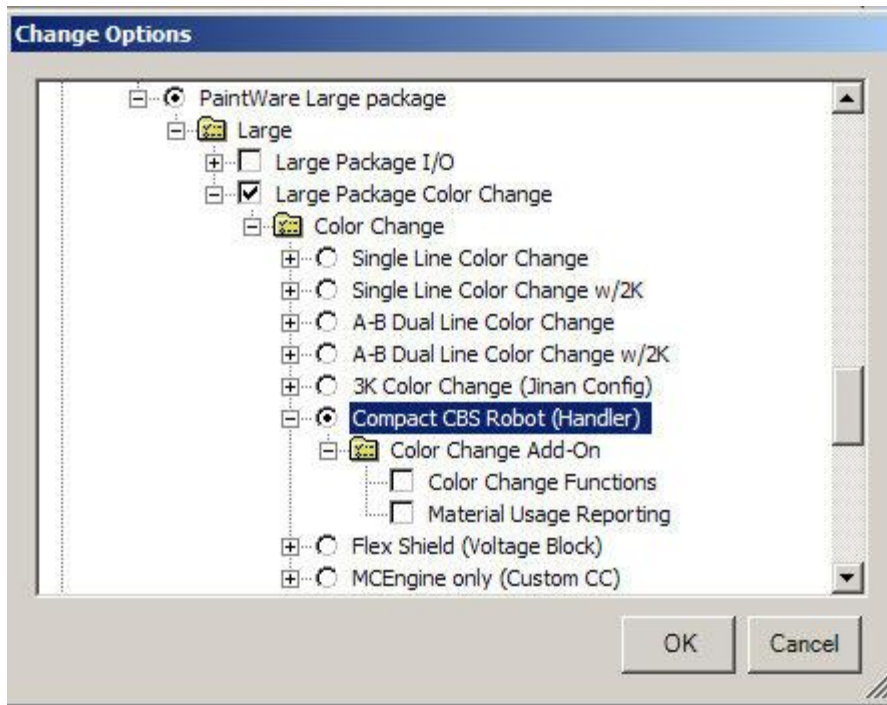 Change Options
PaintWare Large package
Large
Large Package I/O
Large Package Color Change
Color Change
Single Line Color Change
Single Line Color Change w/2K
A-B Dual Line Color Change
A-B Dual Line Color Change w/2K
3K Color Change (Jinan Config)
Compact CBS Robot (Handler)
Color Change Add-On
Color Change Functions
Material Usage Reporting
Flex Shield (Voltage Block)
MCEngine only (Custom CC)
OK Cancel